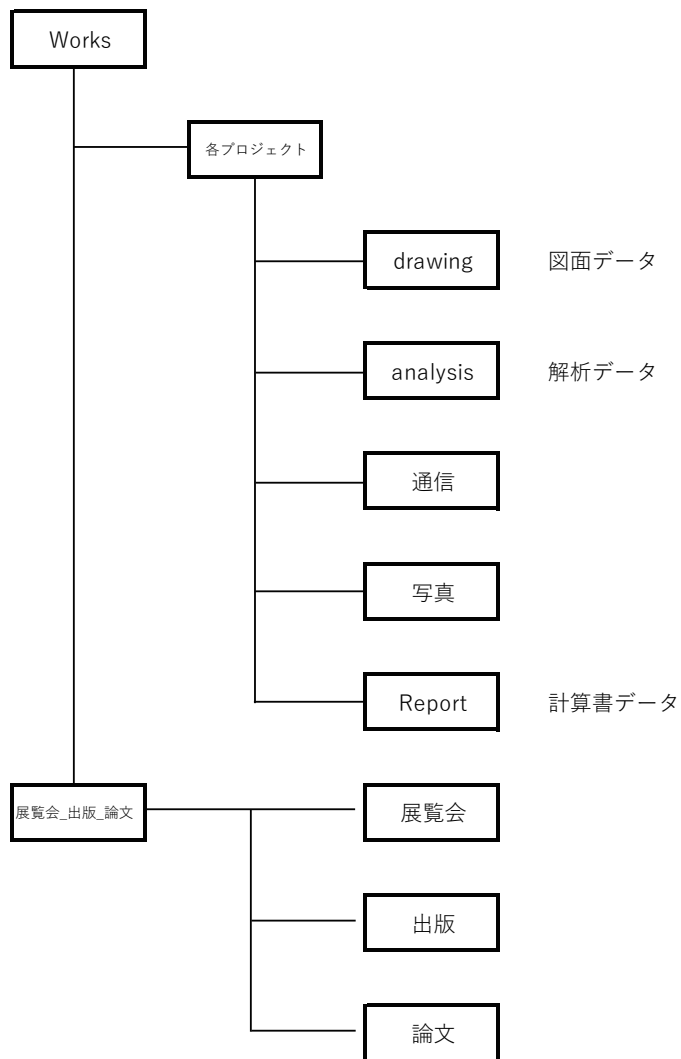 Works
各プロジェクト
drawing
図面データ
analysis
解析データ
通信
写真
Report
計算書データ
展覧会_出版_論文
展覧会
出版
論文